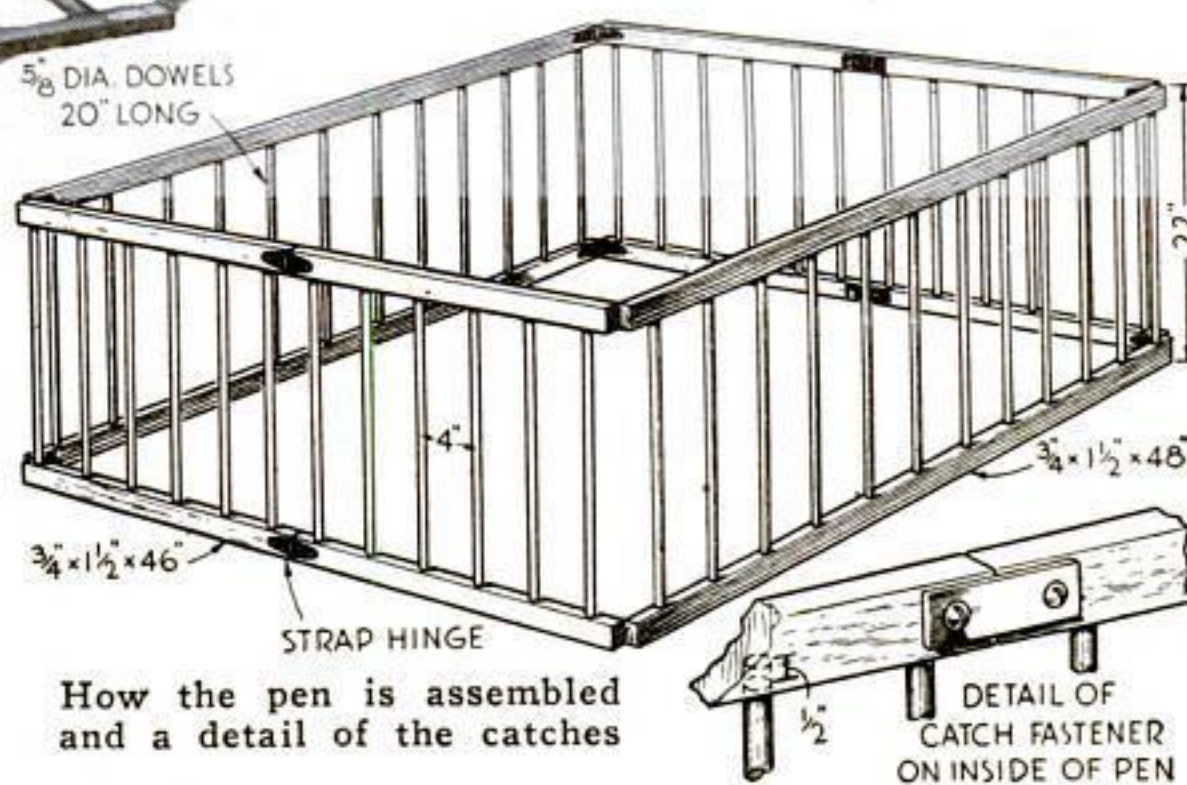 5/8" DIA. DOWELS
20" LONG
22"
4"
3/4" x 1 1/2" x 48"
3/4" x 1 1/2" x 46"
STRAP HINGE
How the pen is assembled
and a detail of the catches
1/2"
DETAIL OF
CATCH FASTENER
ON INSIDE OF PEN